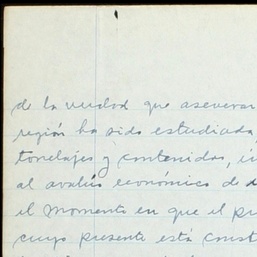 de la verdad que aseveran
región ha sido estudiada,
tonelajes y contenidos,
al avalúo económico de
el momento en que el
cuyo presente está